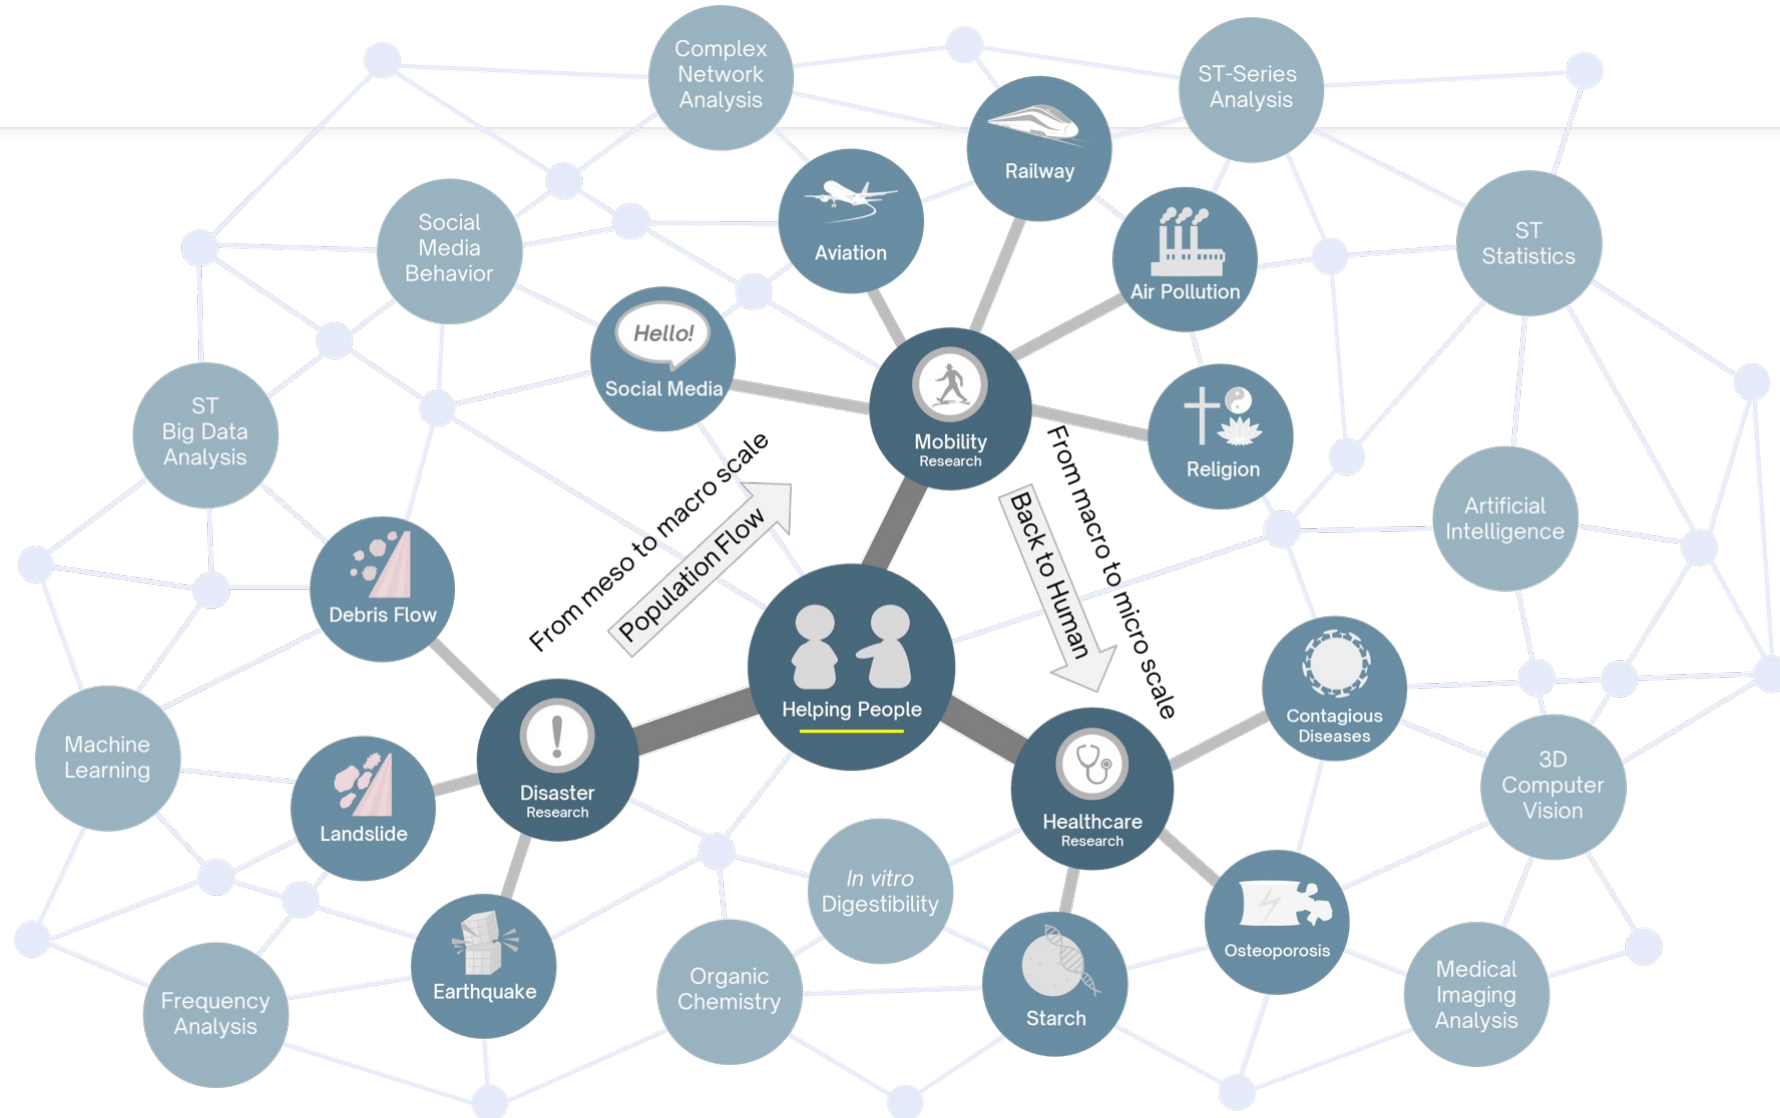 Complex
Network
Analysis
ST-Series
Analysis
Railway
Social
Media
Behavior
Aviation
Air Pollution
ST
Statistics
Hello!
Social Media
ST
Big Data
Analysis
Mobility
Research
Religion
Artificial
Intelligence
From meso to macro scale
Population Flow
From macro to micro scale
Back to Human
Debris Flow
Helping People
Contagious
Diseases
Machine
Learning
Landslide
Disaster
Research
Healthcare
Research
3D
Computer
Vision
In vitro
Digestibility
Osteoporosis
Frequency
Analysis
Earthquake
Organic
Chemistry
Starch
Medical
Imaging
Analysis